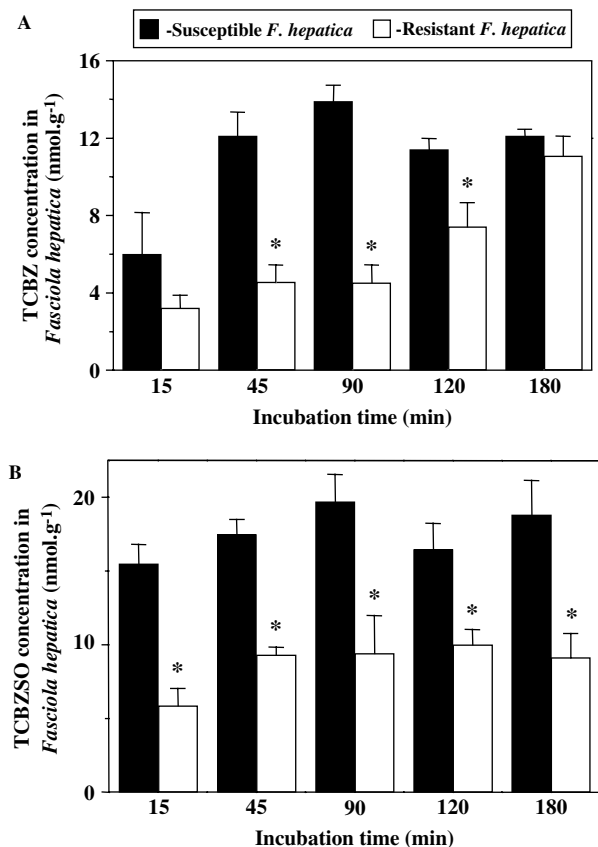 A
-Susceptible F. hepatica -Resistant F. hepatica
TCBZ concentration in
Fasciola hepatica (nmol.g-1)
16
12
8
4
0
*
*
*
15 45 90 120 180
Incubation time (min)
B
TCBZSO concentration in
Fasciola hepatica (nmol.g-1)
20
10
0
*
*
*
*
*
15 45 90 120 180
Incubation time (min)